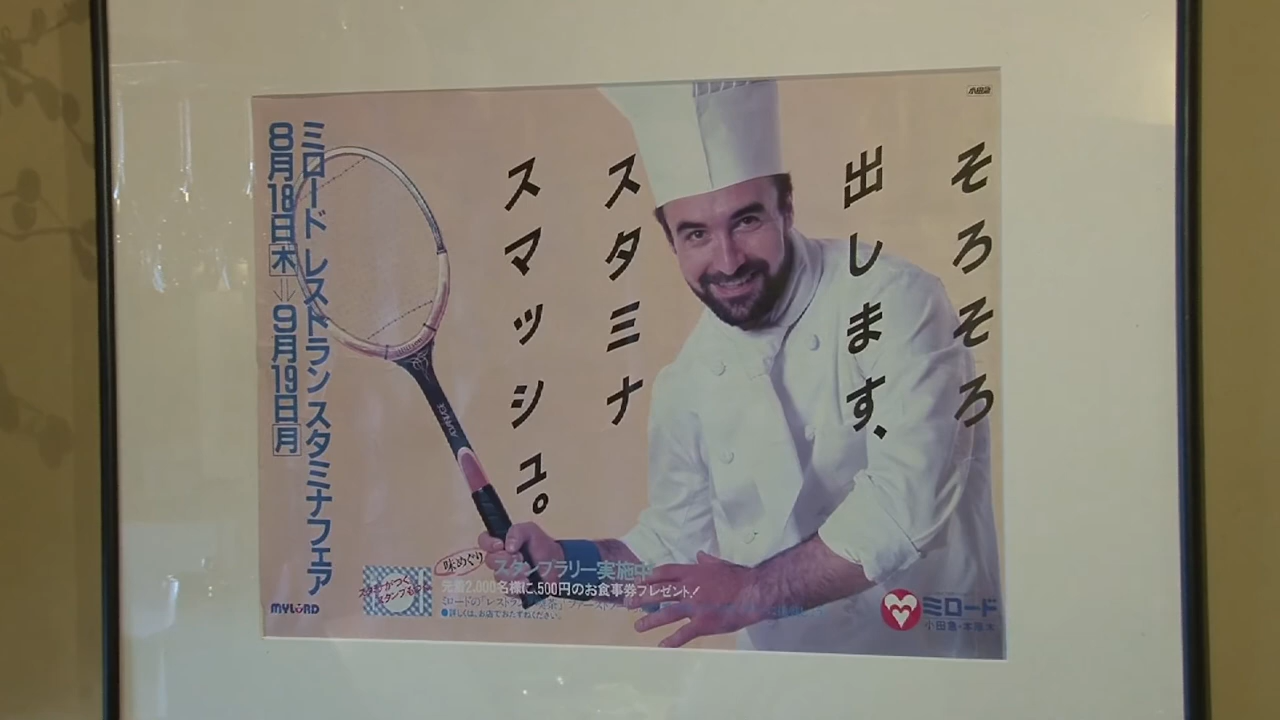 小田急
そろそろ
出します、
スタミナ
スマッシュ。
ミロード レストラン スタミナフェア
8月18日木⇒9月19日月
味めぐり
スタンプラリー実施中
先着2,000名様に、500円のお食事券プレゼント!
●詳しくは、お店でおたずねください。
MYLORD
ミロード
小田急・本厚木